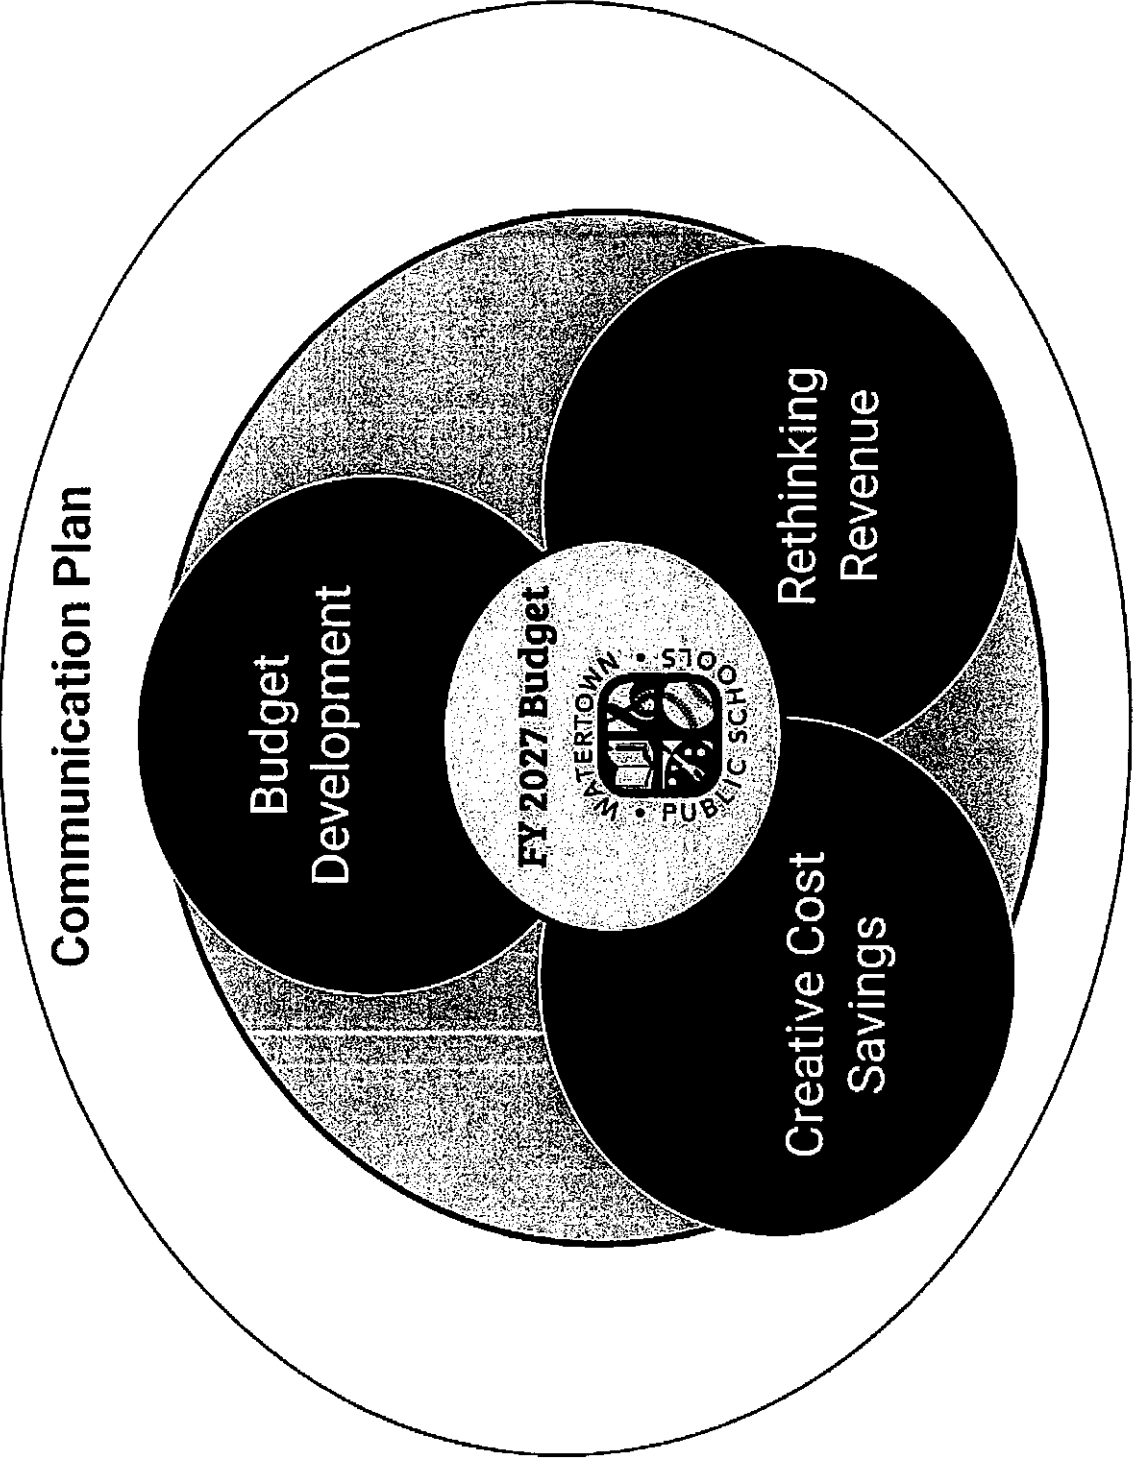 Communication Plan
Budget
Development
FY 2027 Budget
WATERTOWN
• PUBLIC SCHOOLS •
Creative Cost
Savings
Rethinking
Revenue